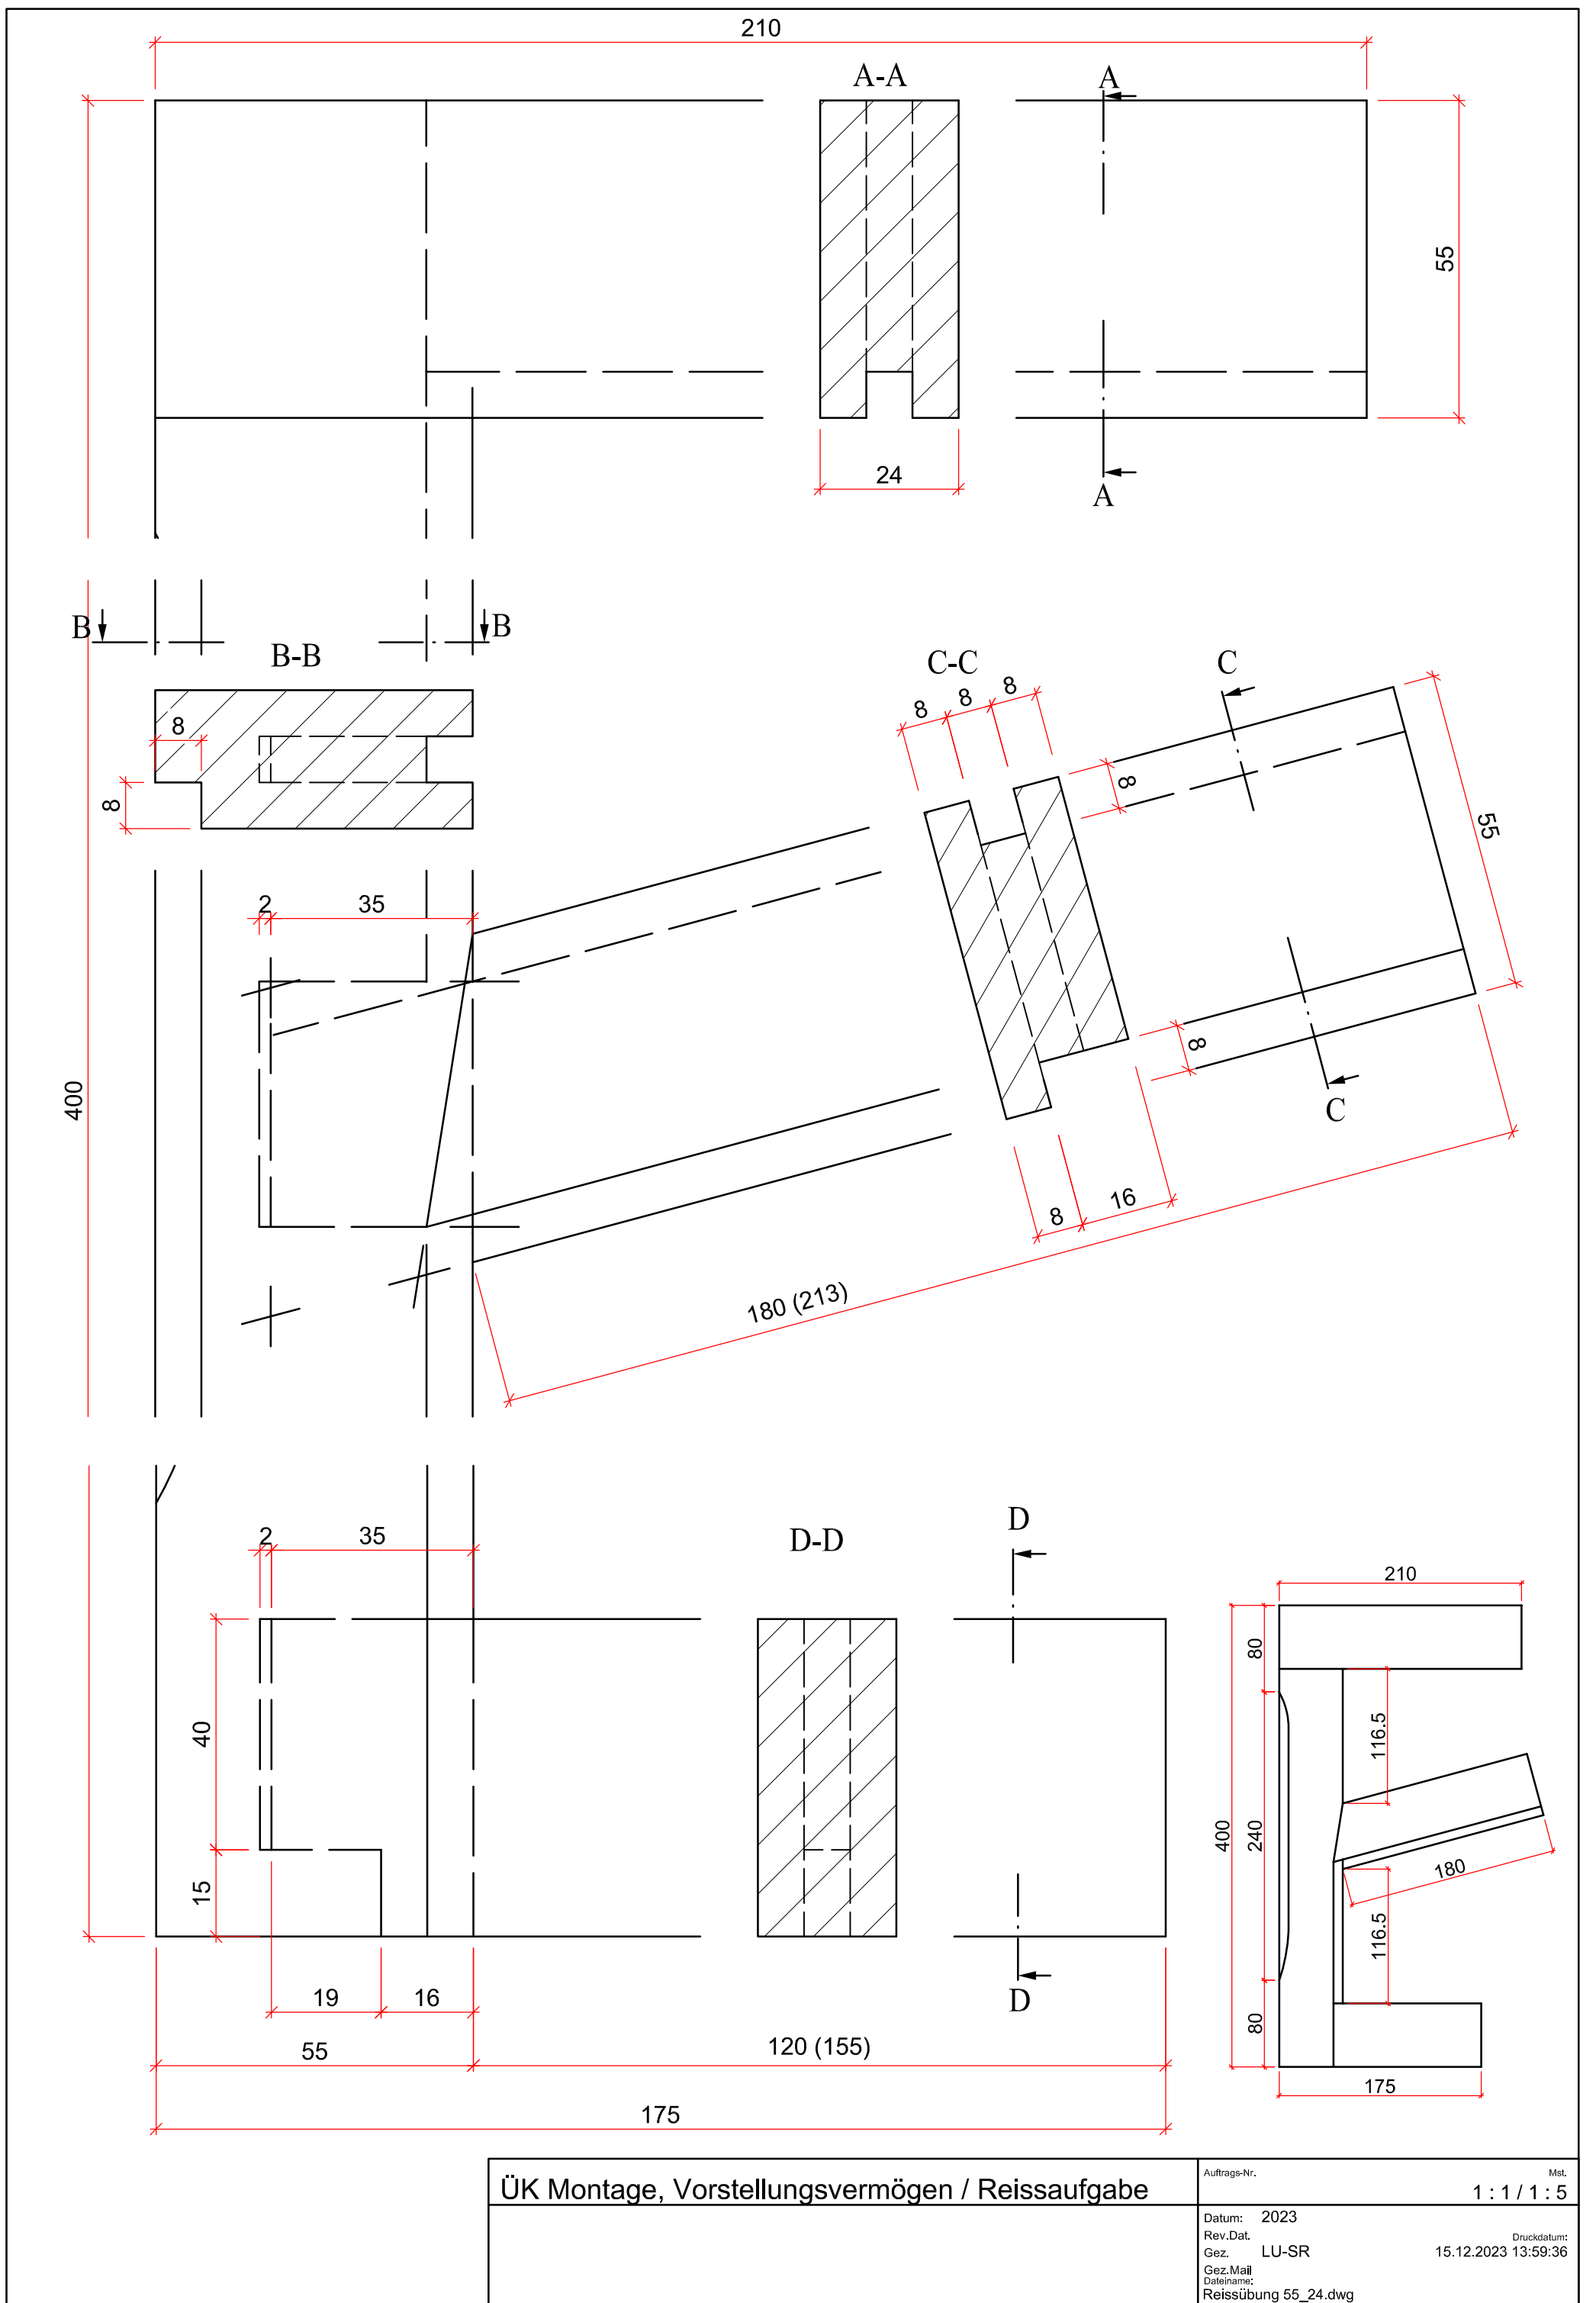 210
A-A
A
55
24
A
B
B
B-B
8
8
C-C
C
8
8
8
8
55
2
35
8
C
400
8
16
180 (213)
D
2
35
D-D
210
80
40
116.5
400
240
180
15
116.5
19
16
D
80
55
120 (155)
175
175
ÜK Montage, Vorstellungsvermögen / Reissaufgabe
Auftrags-Nr.
Mst.
1 : 1 / 1 : 5
Datum: 2023
Rev.Dat.
Druckdatum:
Gez. LU-SR
15.12.2023 13:59:36
Gez.Mail
Dateiname:
Reissübung 55_24.dwg